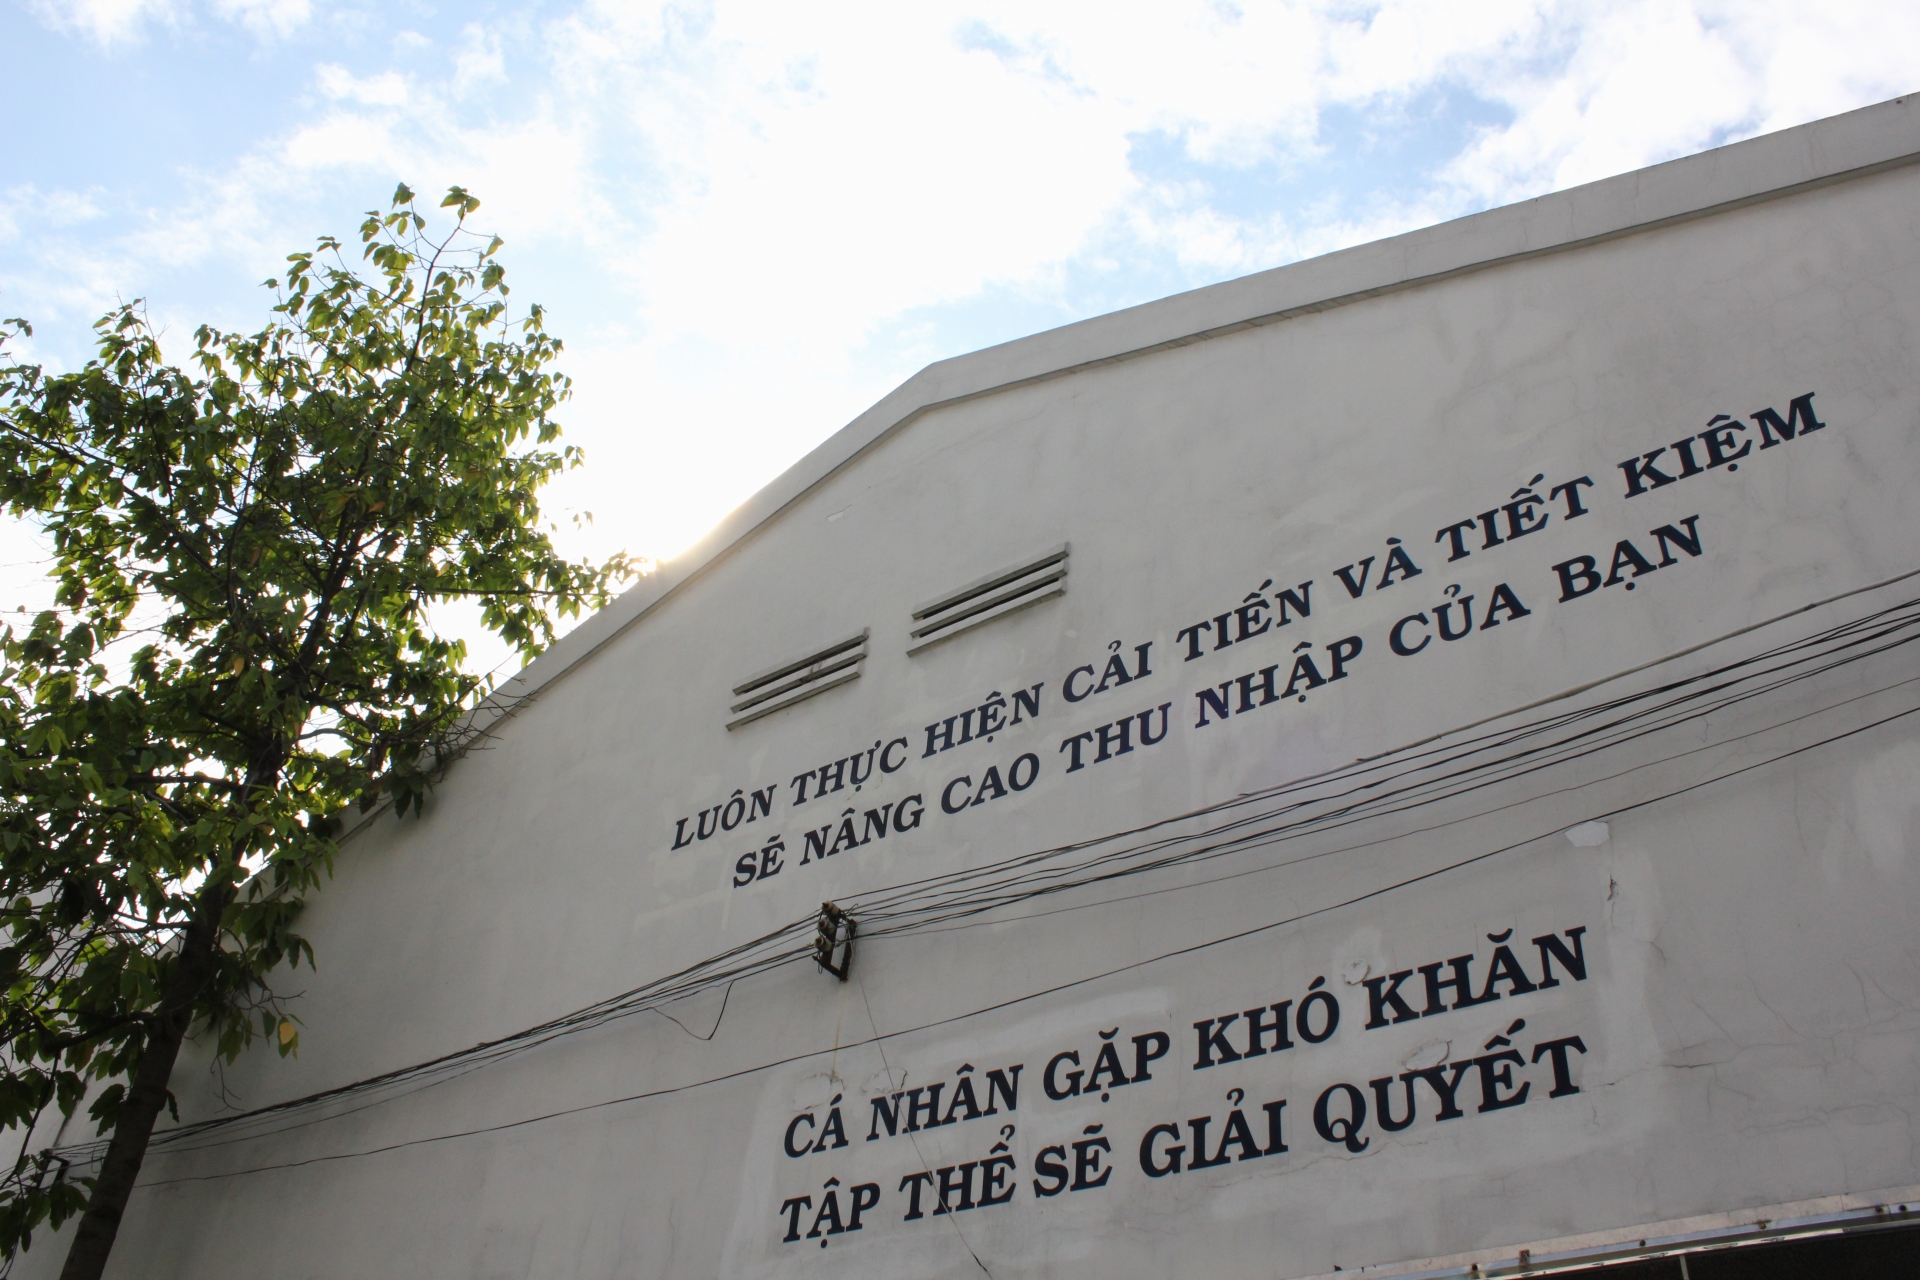 LUÔN THỰC HIỆN CẢI TIẾN VÀ TIẾT KIỆM
SẼ NÂNG CAO THU NHẬP CỦA BẠN
CÁ NHÂN GẶP KHÓ KHĂN
TẬP THỂ SẼ GIẢI QUYẾT